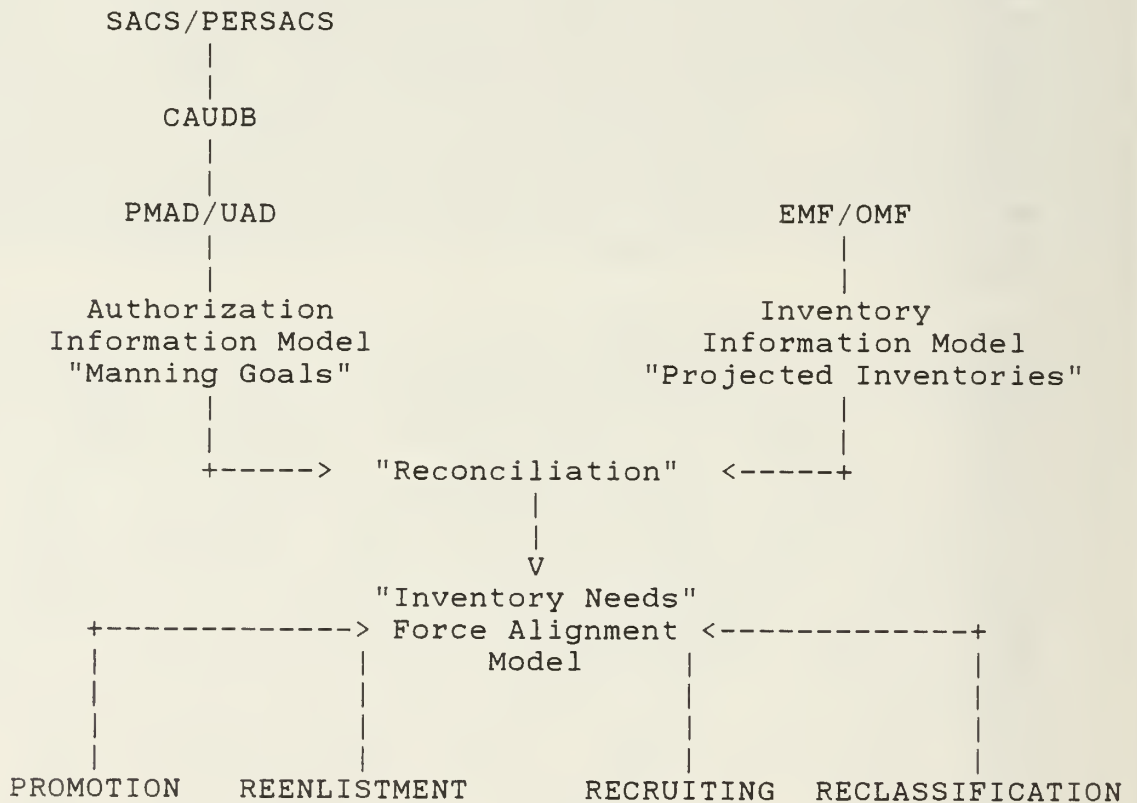 SACS/PERSACS
CAUDB
PMAD/UAD EMF/OMF
Authorization Inventory
Information Model Information Model
"Manning Goals" "Projected Inventories"
"Reconciliation"
"Inventory Needs"
Force Alignment
Model
PROMOTION REENLISTMENT RECRUITING RECLASSIFICATION